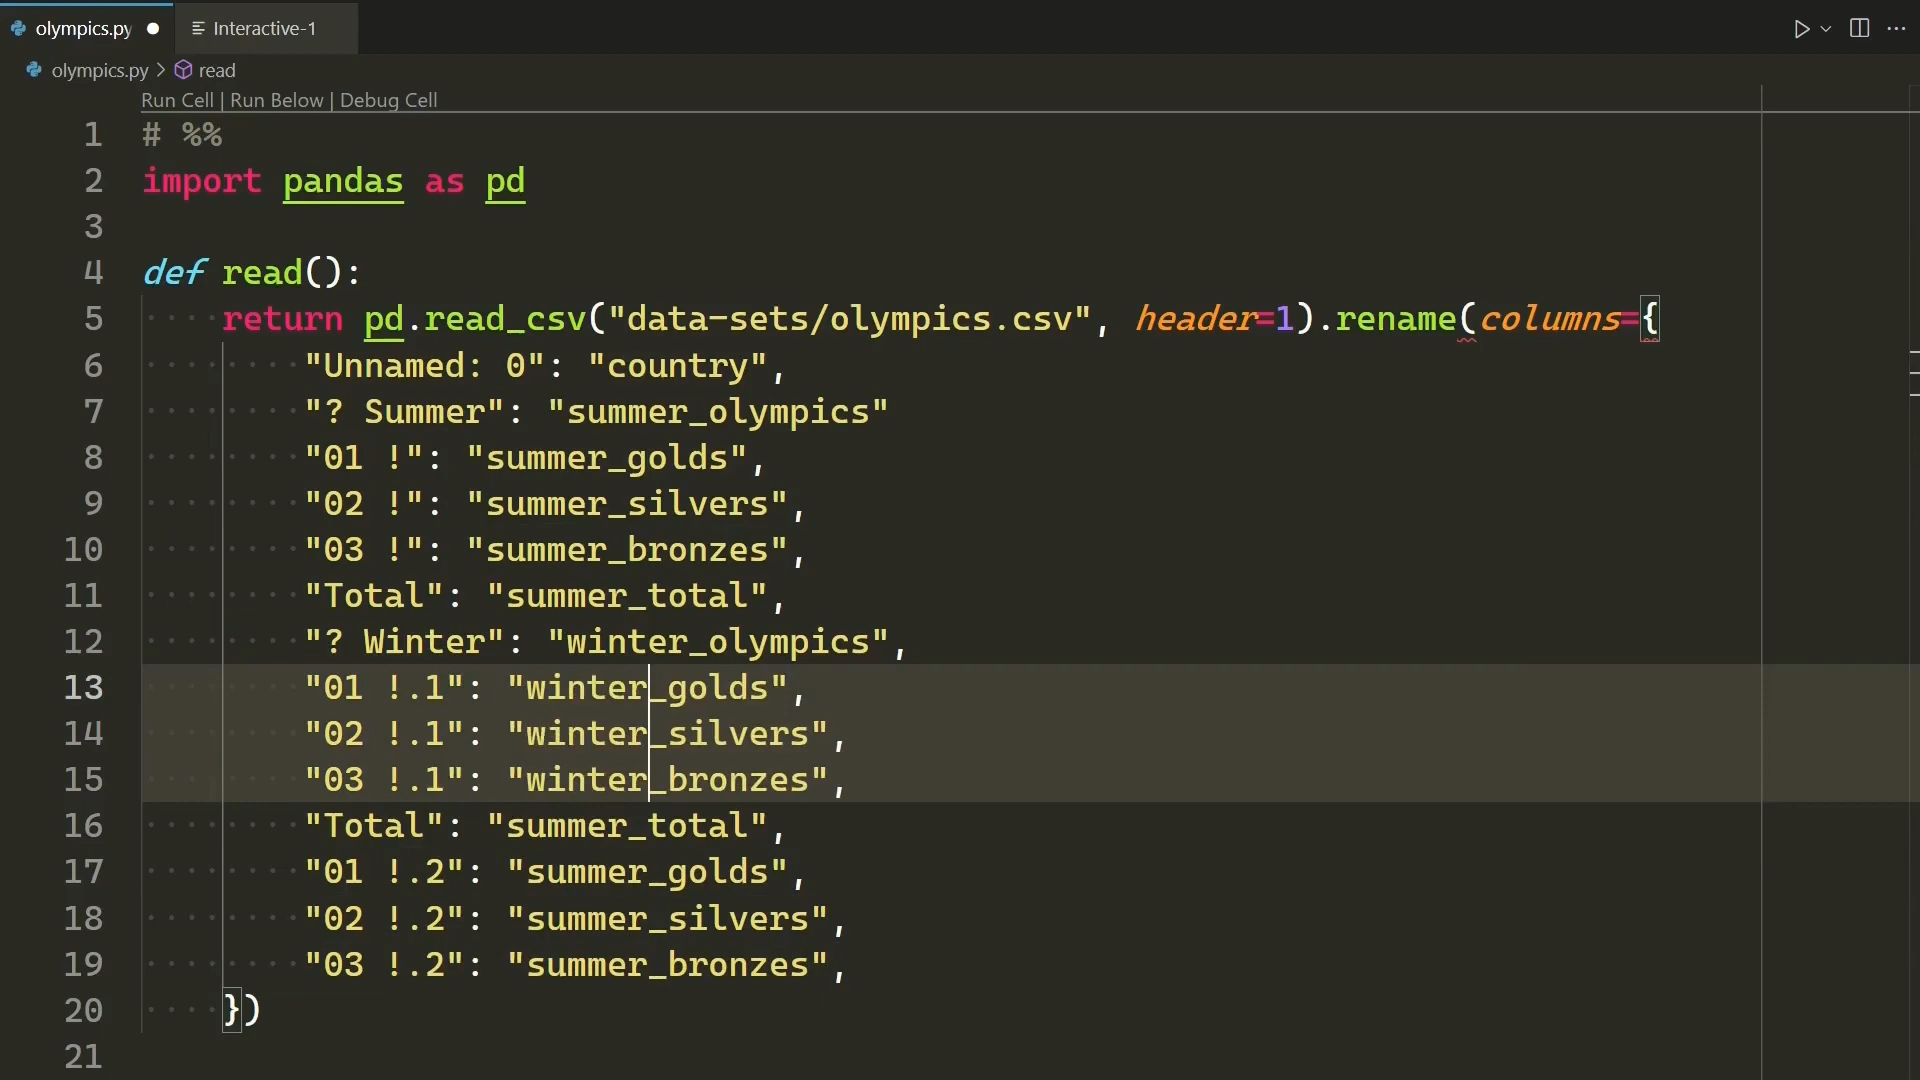 olympics.py
Interactive-1
olympics.py > read
Run Cell | Run Below | Debug Cell
1 # %%
2 import pandas as pd
3
4 def read():
5 return pd.read_csv("data-sets/olympics.csv", header=1).rename(columns={
6 "Unnamed: 0": "country",
7 "? Summer": "summer_olympics"
8 "01 !": "summer_golds",
9 "02 !": "summer_silvers",
10 "03 !": "summer_bronzes",
11 "Total": "summer_total",
12 "? Winter": "winter_olympics",
13 "01 !.1": "winter_golds",
14 "02 !.1": "winter_silvers",
15 "03 !.1": "winter_bronzes",
16 "Total": "summer_total",
17 "01 !.2": "summer_golds",
18 "02 !.2": "summer_silvers",
19 "03 !.2": "summer_bronzes",
20 })
21